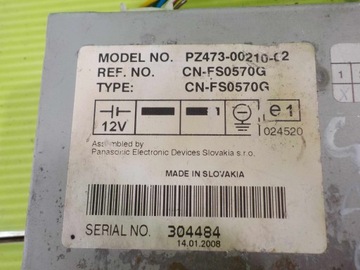 MODEL NO. PZ473-00210-02
REF. NO. CN-FS0570G
TYPE: CN-FS0570G
12V
e1
024520
Assembled by
Panasonic Electronic Devices Slovakia s.r.o.
MADE IN SLOVAKIA
SERIAL NO. 304484
14.01.2008